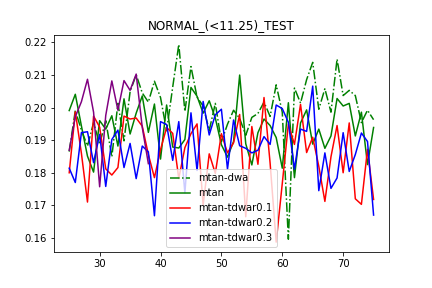 NORMAL_(<11.25)_TEST
0.22
0.21
0.20
0.19
0.18
0.17
0.16
mtan-dwa
mtan
mtan-tdwar0.1
mtan-tdwar0.2
mtan-tdwar0.3
30 40 50 60 70